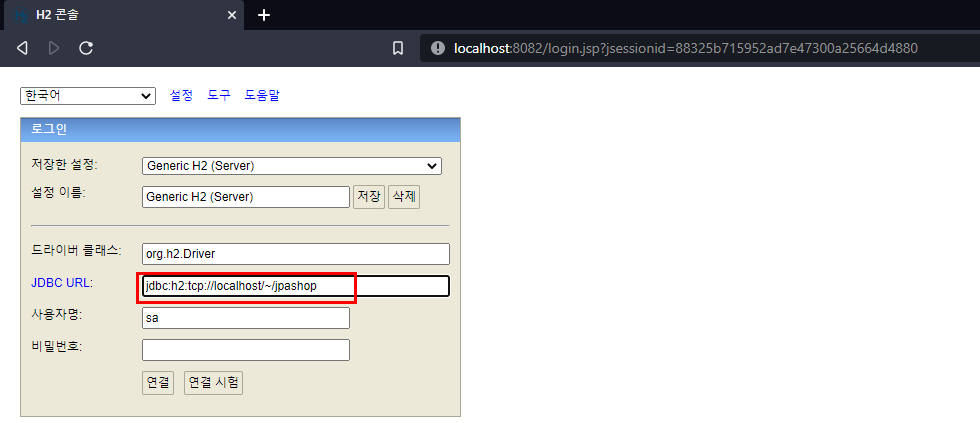 H2 콘솔
localhost:8082/login.jsp?jsessionid=88325b715952ad7e47300a25664d4880
한국어 설정 도구 도움말
로그인
저장한 설정: Generic H2 (Server)
설정 이름: Generic H2 (Server) 저장 삭제
드라이버 클래스: org.h2.Driver
JDBC URL: jdbc:h2:tcp://localhost/~/jpashop
사용자명: sa
비밀번호:
연결 연결 시험